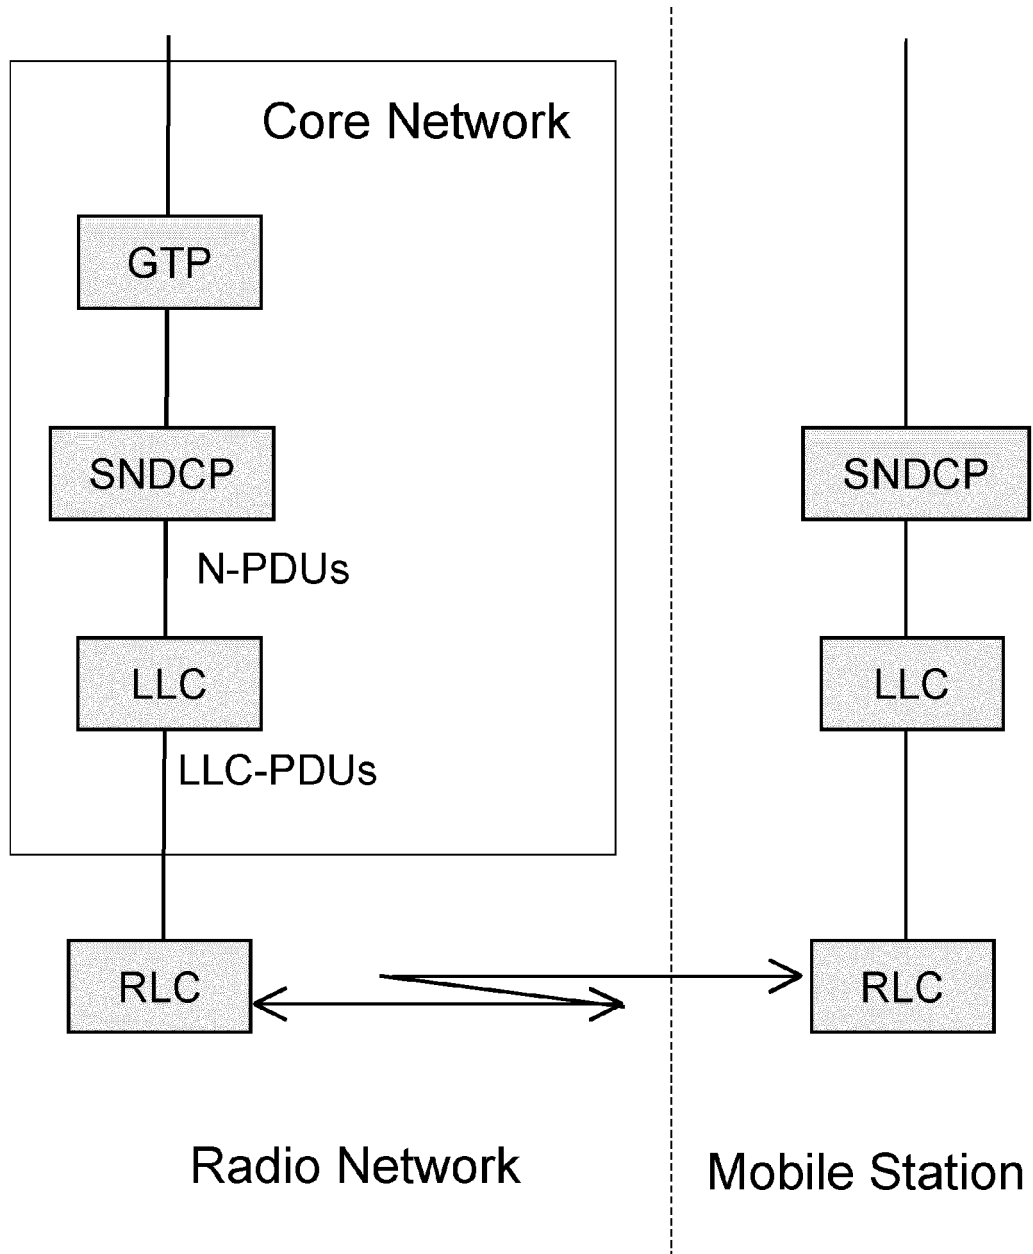 Core Network
GTP
SNDCP
SNDCP
N-PDUs
LLC
LLC
LLC-PDUs
RLC
RLC
Radio Network
Mobile Station